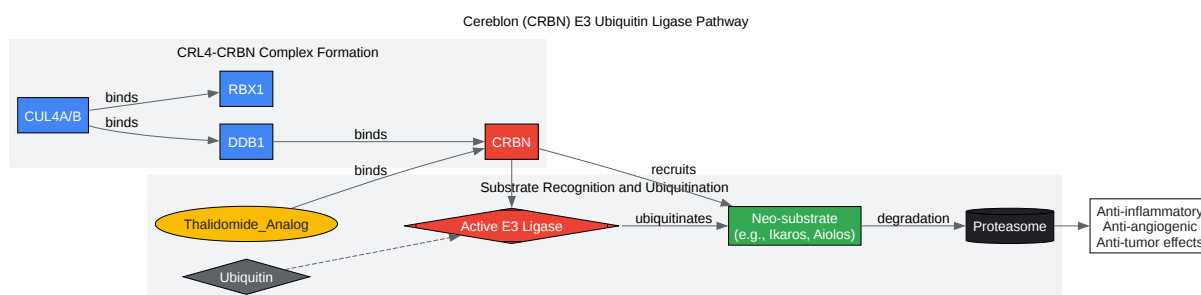 Cereblon (CRBN) E3 Ubiquitin Ligase Pathway
CRL4-CRBN Complex Formation
CUL4A/B
binds
RBX1
binds
DDB1
binds
CRBN
binds
recruits
Substrate Recognition and Ubiquitination
Thalidomide_Analog
Active E3 Ligase
ubiquitinates
Neo-substrate
(e.g., Ikaros, Aiolos)
degradation
Proteasome
Anti-inflammatory
Anti-angiogenic
Anti-tumor effects
Ubiquitin